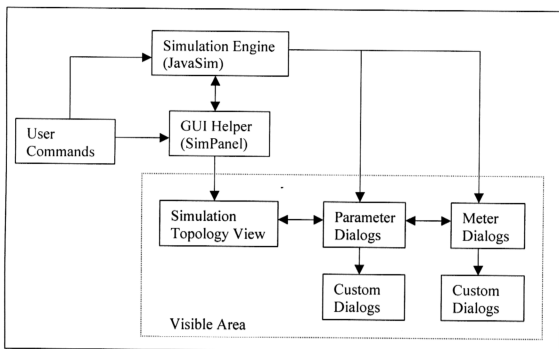 Simulation Engine
(JavaSim)
User
Commands
GUI Helper
(SimPanel)
Simulation
Topology View
Parameter
Dialogs
Meter
Dialogs
Custom
Dialogs
Custom
Dialogs
Visible Area